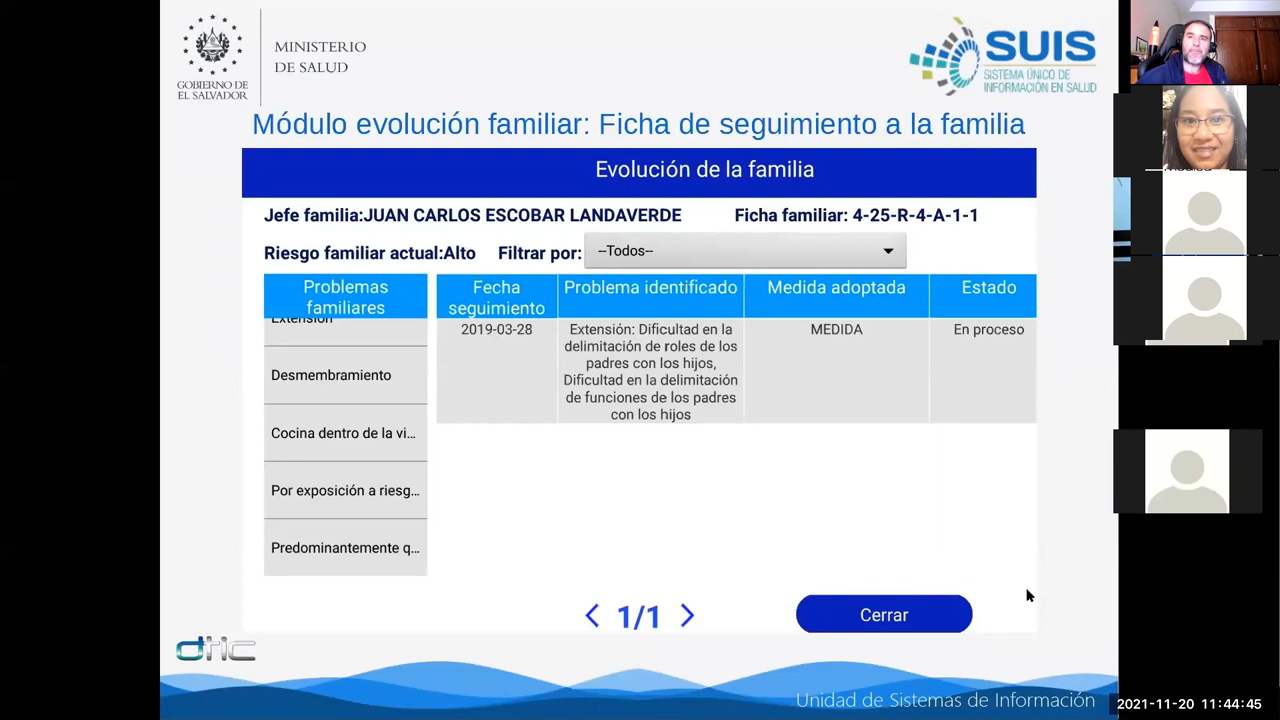 GOBIERNO DE
EL SALVADOR
MINISTERIO
DE SALUD
SUIS
SISTEMA ÚNICO DE
INFORMACIÓN EN SALUD
Módulo evolución familiar: Ficha de seguimiento a la familia
Evolución de la familia
Jefe familia:JUAN CARLOS ESCOBAR LANDAVERDE
Ficha familiar: 4-25-R-4-A-1-1
Riesgo familiar actual:Alto
Filtrar por:
--Todos--
Problemas
familiares
Extensión
Desmembramiento
Cocina dentro de la vi...
Por exposición a riesg...
Predominantemente q...
Fecha
seguimiento
Problema identificado
Medida adoptada
Estado
2019-03-28
Extensión: Dificultad en la
delimitación de roles de los
padres con los hijos,
Dificultad en la delimitación
de funciones de los padres
con los hijos
MEDIDA
En proceso
1/1
Cerrar
dtic
Unidad de Sistemas de Información
2021-11-20 11:44:45